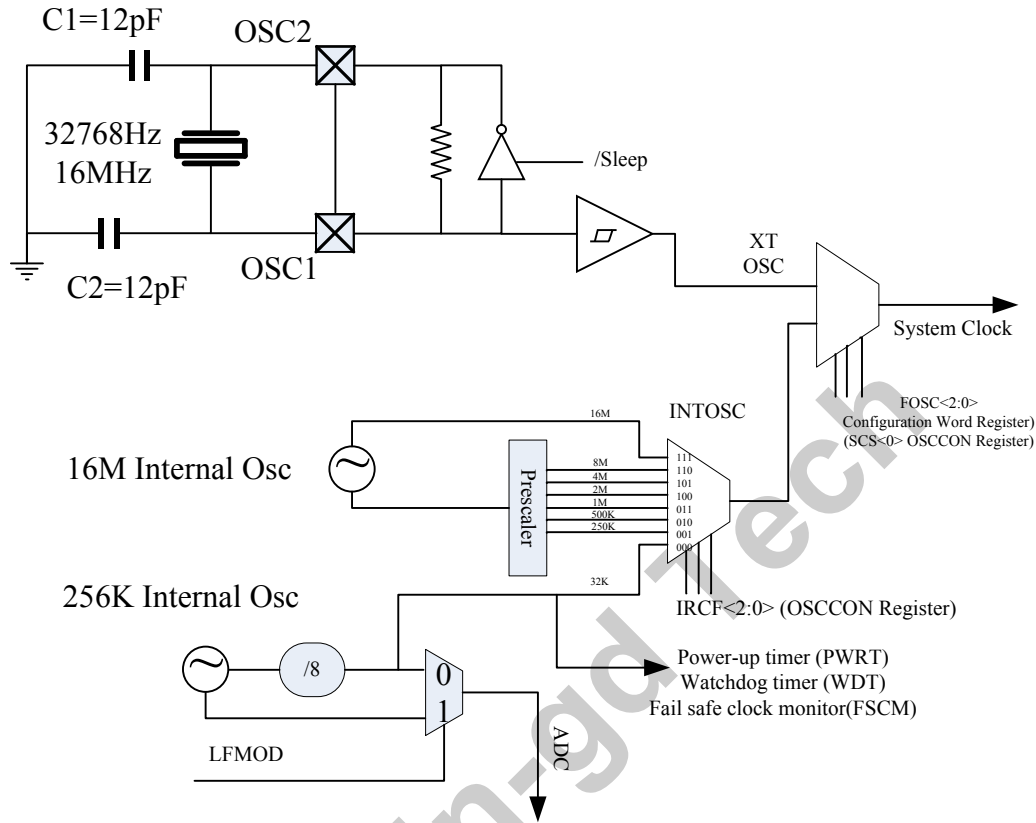 C1=12pF
OSC2
32768Hz
16MHz
/Sleep
OSC1
C2=12pF
XT
OSC
System Clock
FOSC<2:0>
Configuration Word Register)
(SCS<0> OSCCON Register)
INTOSC
16M
16M Internal Osc
Prescaler
8M
4M
2M
1M
500K
250K
111
110
101
100
011
010
001
000
32K
IRCF<2:0> (OSCCON Register)
256K Internal Osc
/8
0
1
Power-up timer (PWRT)
Watchdog timer (WDT)
Fail safe clock monitor(FSCM)
LFMOD
ADC
-gd Tech